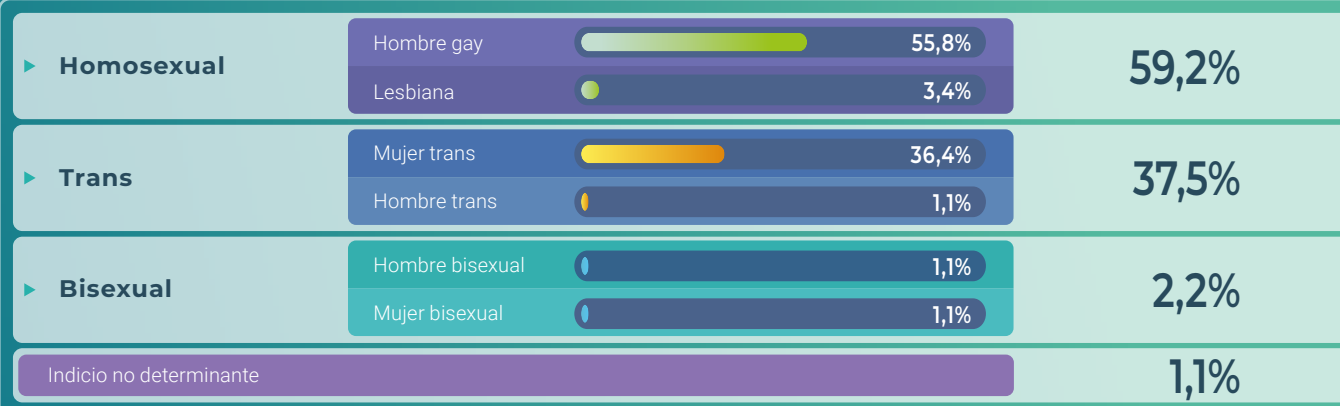 Homosexual
Hombre gay 55,8%
Lesbiana 3,4%
59,2%
Trans
Mujer trans 36,4%
Hombre trans 1,1%
37,5%
Bisexual
Hombre bisexual 1,1%
Mujer bisexual 1,1%
2,2%
Indicio no determinante 1,1%